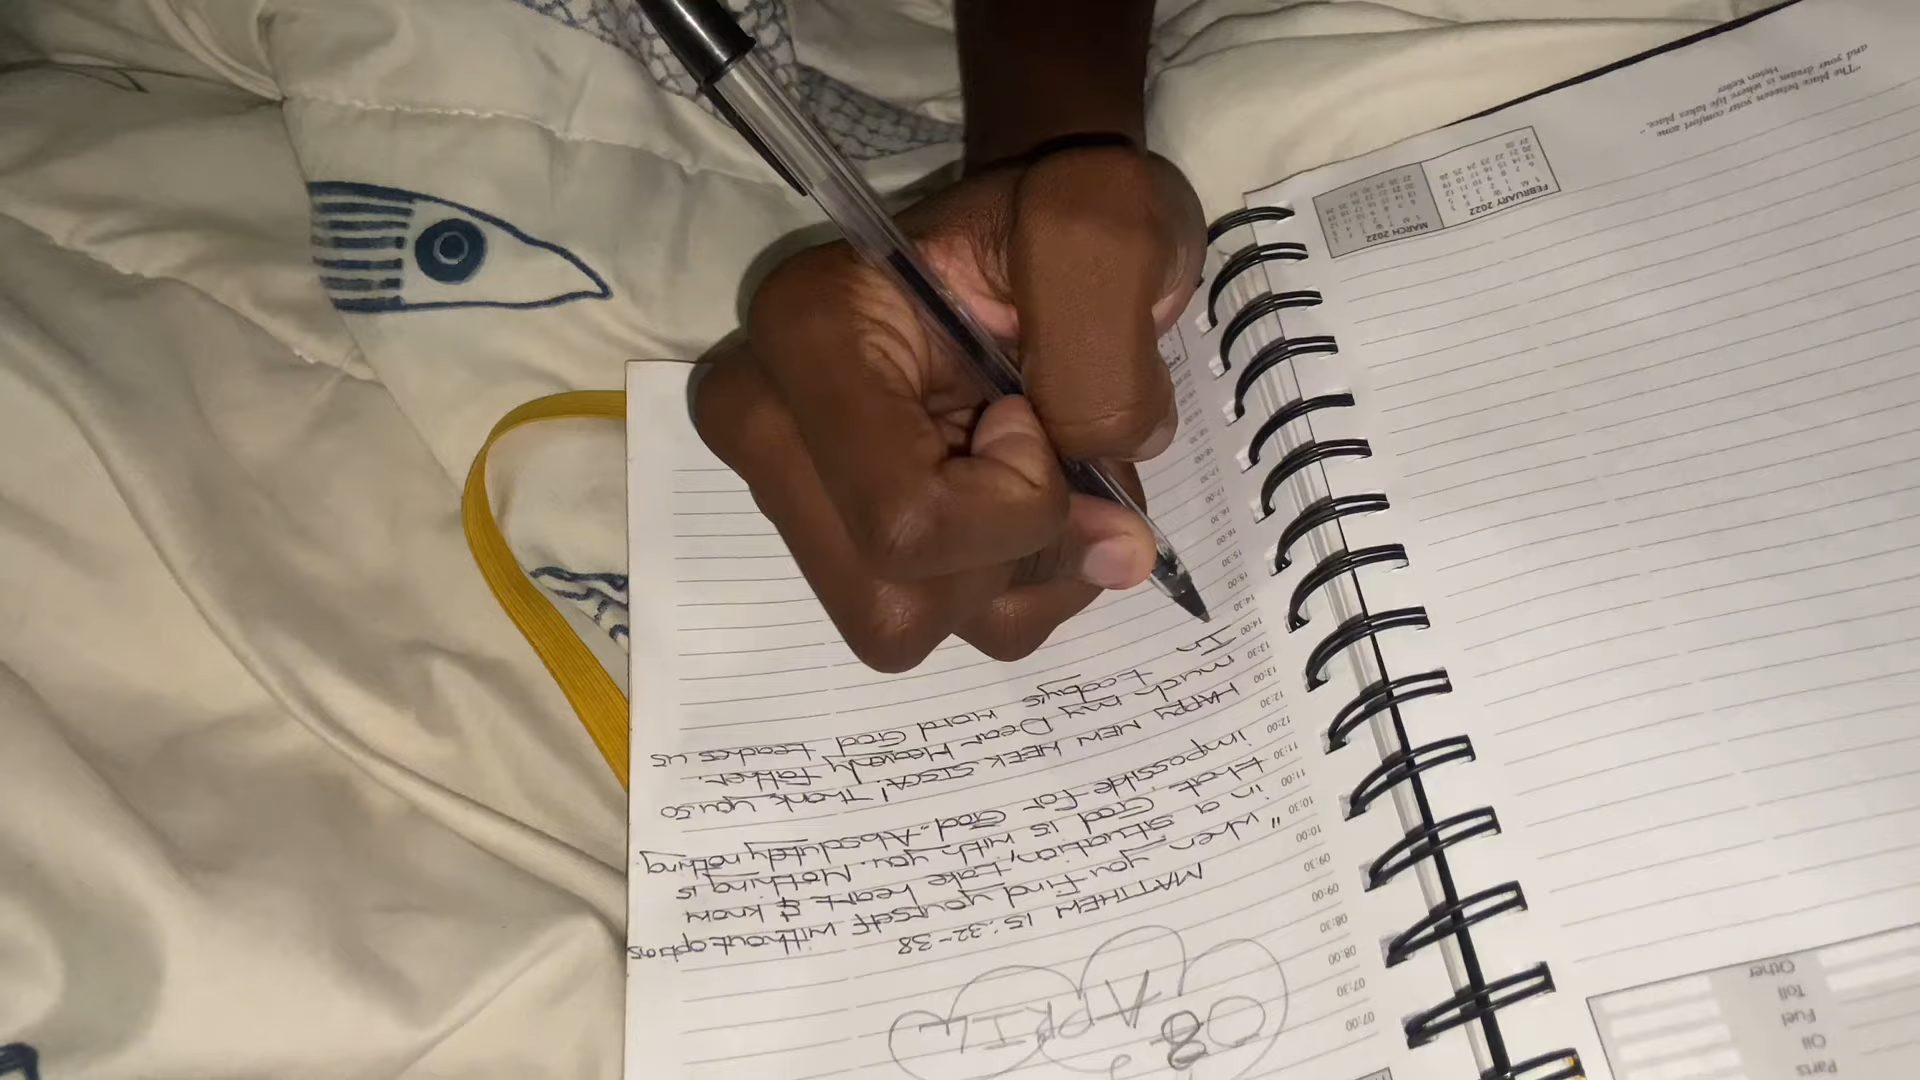 08 APRIL
MATTHEW 15:32-38
"when you find yourself without options
in a situation, take heart & know
that God is with you. Nothing is
impossible for God. Absolutely nothing.
HAPPY NEW WEEK SISCA! Thank you so
much my Dear Heavenly father.
In today's word God teaches us
07:00
07:30
08:00
08:30
09:00
09:30
10:00
10:30
11:00
11:30
12:00
12:30
13:00
13:30
14:00
14:30
15:00
15:30
16:00
16:30
17:00
17:30
18:00
18:30
Parts
Oil
Fuel
Toll
Other
FEBRUARY 2022
MARCH 2022
"The place between your comfort zone
and your dream is where life takes place."
Helen Keller